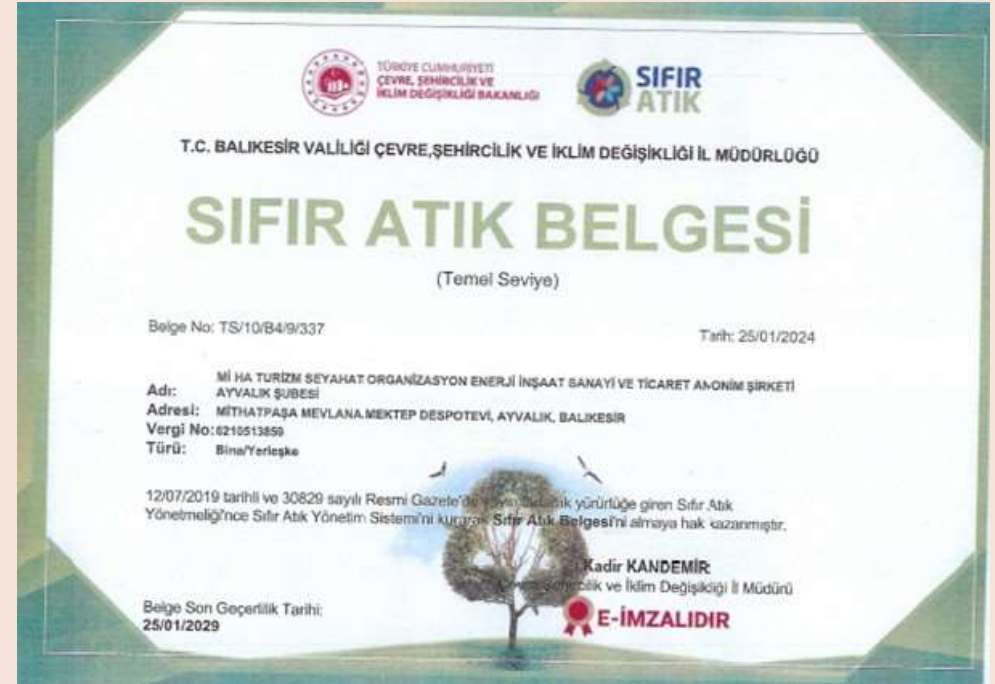 TÜRKİYE CUMHURİYETİ
ÇEVRE, ŞEHİRCİLİK VE
İKLİM DEĞİŞİKLİĞİ BAKANLIĞI
SIFIR
ATIK
T.C. BALIKESİR VALİLİĞİ ÇEVRE,ŞEHİRCİLİK VE İKLİM DEĞİŞİKLİĞİ İL MÜDÜRLÜĞÜ
SIFIR ATIK BELGESİ
(Temel Seviye)
Belge No: TS/10/B4/9/337
Tarih: 25/01/2024
Mİ HA TURİZM SEYAHAT ORGANİZASYON ENERJİ İNŞAAT SANAYİ VE TİCARET ANONİM ŞİRKETİ
Adı: AYVALIK ŞUBESİ
Adresi: MİTHATPAŞA MEVLANA MEKTEP DESPOTEVİ, AYVALIK, BALIKESİR
Vergi No: 6210513859
Türü: Bina/Yerleşke
12/07/2019 tarihli ve 30829 sayılı Resmi Gazete'de yürürlüğe giren Sıfır Atık
Yönetmeliği'nce Sıfır Atık Yönetim Sistemi'ni kurarak Sıfır Atık Belgesi'ni almaya hak kazanmıştır.
Kadir KANDEMİR
ve İklim Değişikliği İl Müdürü
Belge Son Geçerlilik Tarihi:
25/01/2029
E-İMZALIDIR